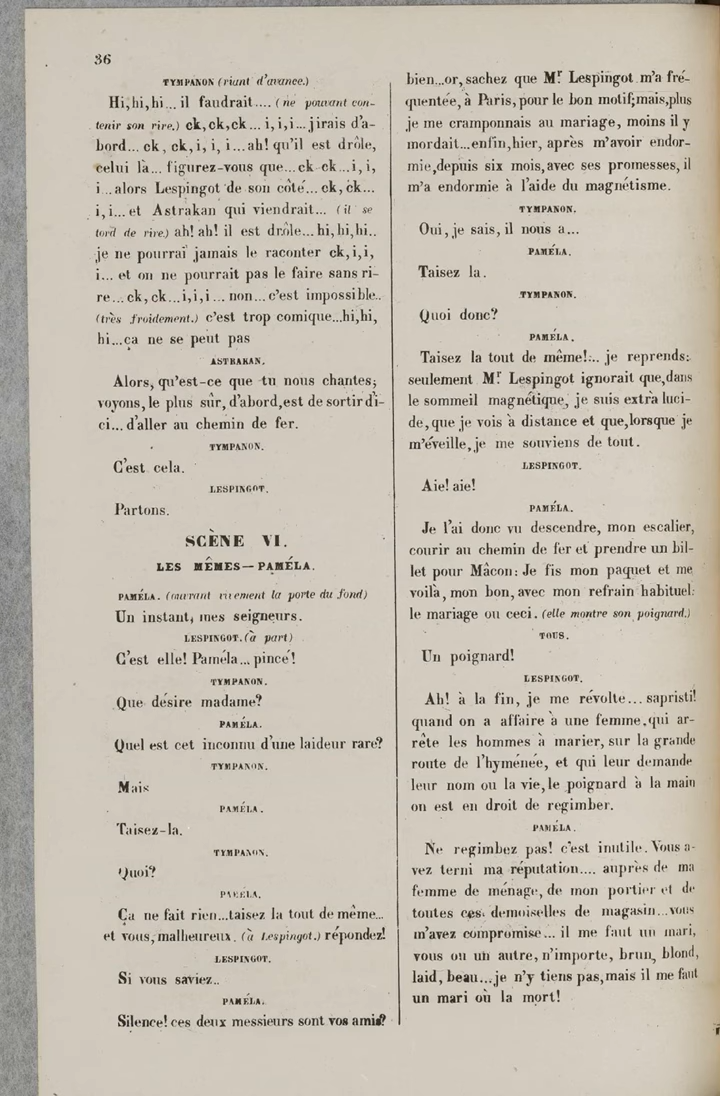 36
TYMPANON (riant d'avance.)
Hi, hi, hi... il faudrait.... (ne pouvant con-
tenir son rire.) ck, ck, ck... i, i, i... jirais d'a-
bord... ck, ck, i, i, i...ah! qu'il est drôle,
celui là... figurez-vous que...ck-ck...i, i,
i...alors Lespingot de son côté...ck, ck...
i, i...et Astrakan qui viendrait... (il se
tord de rire.) ah! ah! il est drôle...hi, hi, hi..
je ne pourrai jamais le raconter ck, i, i,
i... et on ne pourrait pas le faire sans ri-
re...ck, ck...i, i, i... non...c'est impossible..
(très froidement.) c'est trop comique...hi, hi,
hi...ça ne se peut pas
ASTRAKAN.
Alors, qu'est-ce que tu nous chantes;
voyons, le plus sûr, d'abord, est de sortir d'i-
ci... d'aller au chemin de fer.
TYMPANON.
C'est cela.
LESPINGOT.
Partons.
SCÈNE VI.
LES MÊMES — PAMÉLA.
PAMÉLA. (ouvrant vivement la porte du fond)
Un instant, mes seigneurs.
LESPINGOT. (à part)
C'est elle! Paméla... pincé!
TYMPANON.
Que désire madame?
PAMÉLA.
Quel est cet inconnu d'une laideur rare?
TYMPANON.
Mais
PAMÉLA.
Taisez-la.
TYMPANON.
Quoi?
PAMÉLA.
Ça ne fait rien...taisez la tout de même...
et vous, malheureux. (à Lespingot.) répondez!
LESPINGOT.
Si vous saviez..
PAMÉLA.
Silence! ces deux messieurs sont vos amis?
bien...or, sachez que Mr Lespingot m'a fré-
quentée, à Paris, pour le bon motif; mais, plus
je me cramponnais au mariage, moins il y
mordait...enfin, hier, après m'avoir endor-
mie, depuis six mois, avec ses promesses, il
m'a endormie à l'aide du magnétisme.
TYMPANON.
Oui, je sais, il nous a...
PAMÉLA.
Taisez la.
TYMPANON.
Quoi donc?
PAMÉLA.
Taisez la tout de même!... je reprends:
seulement Mr Lespingot ignorait que, dans
le sommeil magnétique, je suis extra luci-
de, que je vois à distance et que, lorsque je
m'éveille, je me souviens de tout.
LESPINGOT.
Aie! aie!
PAMÉLA.
Je l'ai donc vu descendre, mon escalier,
courir au chemin de fer et prendre un bil-
let pour Mâcon: Je fis mon paquet et me
voilà, mon bon, avec mon refrain habituel:
le mariage ou ceci. (elle montre son poignard.)
TOUS.
Un poignard!
LESPINGOT.
Ah! à la fin, je me révolte... sapristi!
quand on a affaire à une femme, qui ar-
rête les hommes à marier, sur la grande
route de l'hyménée, et qui leur demande
leur nom ou la vie, le poignard à la main
on est en droit de regimber.
PAMÉLA.
Ne regimbez pas! c'est inutile. Vous a-
vez terni ma réputation.... auprès de ma
femme de ménage, de mon portier et de
toutes ces demoiselles de magasin...vous
m'avez compromise... il me faut un mari,
vous ou un autre, n'importe, brun, blond,
laid, beau...je n'y tiens pas, mais il me faut
un mari où la mort!